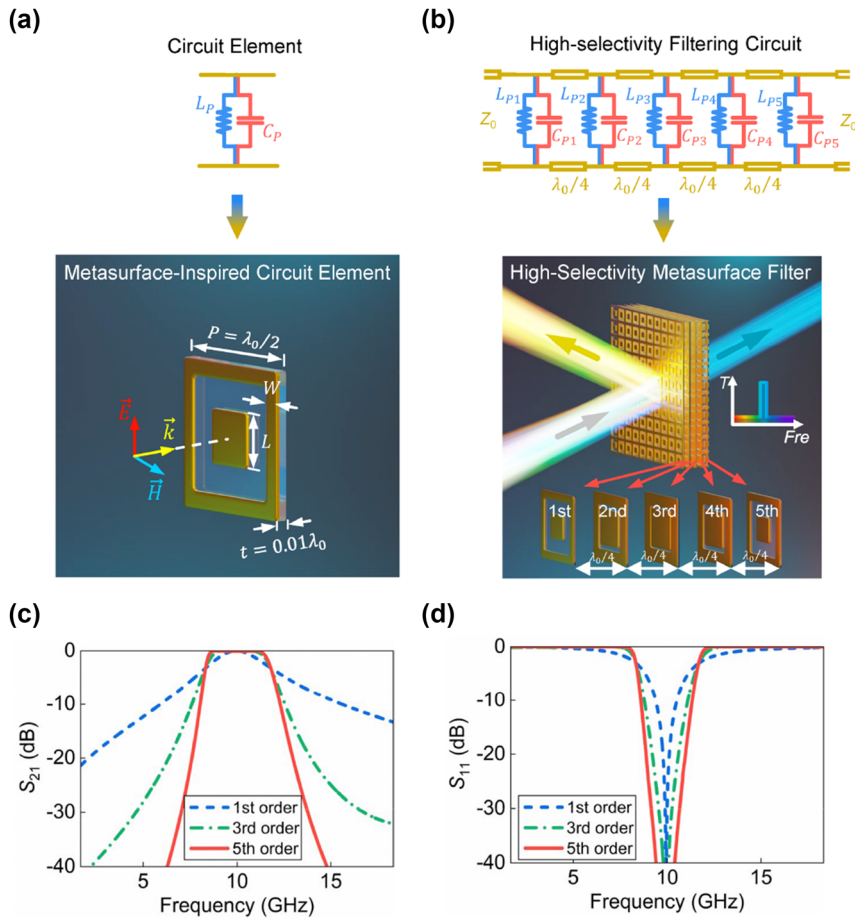 (a)
Circuit Element
L_P
C_P
Metasurface-Inspired Circuit Element
P = λ₀/2
W
L
E⃗
k⃗
H⃗
t = 0.01λ₀
(b)
High-selectivity Filtering Circuit
L_P1 L_P2 L_P3 L_P4 L_P5
Z₀ Z₀
C_P1 C_P2 C_P3 C_P4 C_P5
λ₀/4 λ₀/4 λ₀/4 λ₀/4
High-Selectivity Metasurface Filter
T
Fre
1st 2nd 3rd 4th 5th
λ₀/4 λ₀/4 λ₀/4 λ₀/4
(c)
S₂₁ (dB)
0
-10
-20
-30
-40
1st order
3rd order
5th order
5 10 15
Frequency (GHz)
(d)
S₁₁ (dB)
0
-10
-20
-30
-40
1st order
3rd order
5th order
5 10 15
Frequency (GHz)